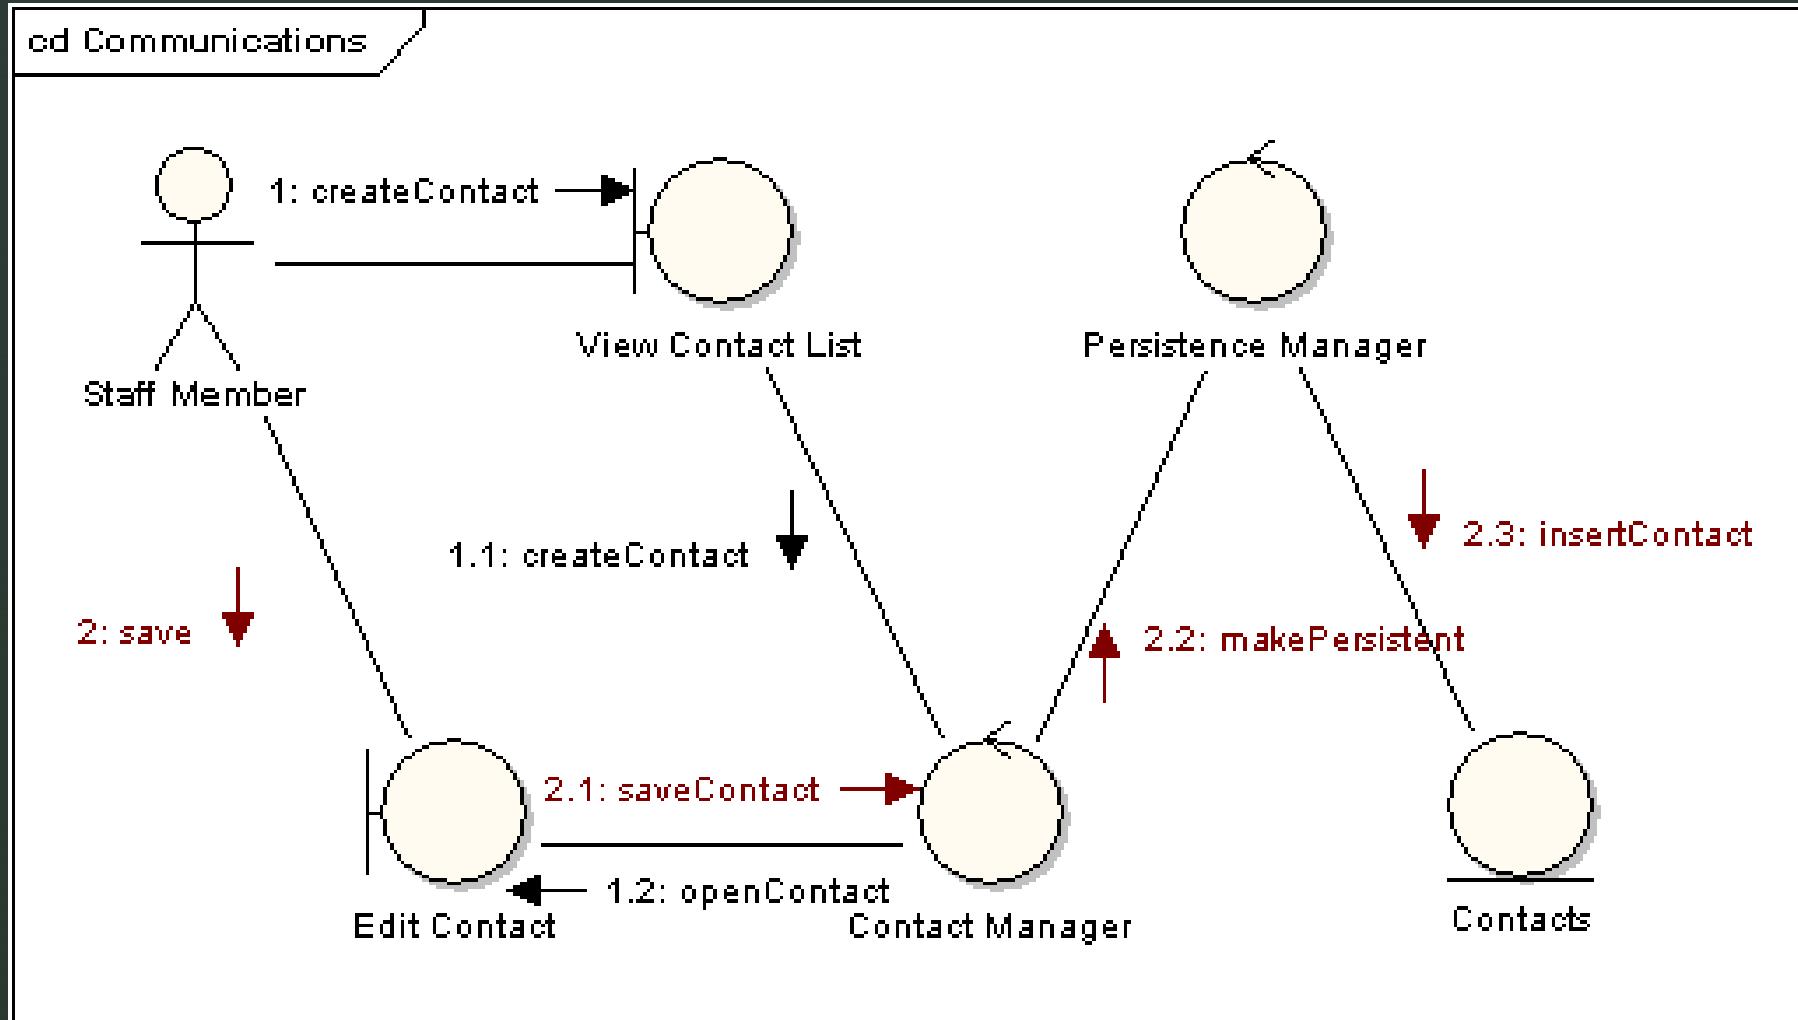 cd Communications
1: createContact
View Contact List
Persistence Manager
Staff Member
2.3: insertContact
1.1: createContact
2: save
2.2: makePersistent
2.1: saveContact
1.2: openContact
Edit Contact
Contact Manager
Contacts